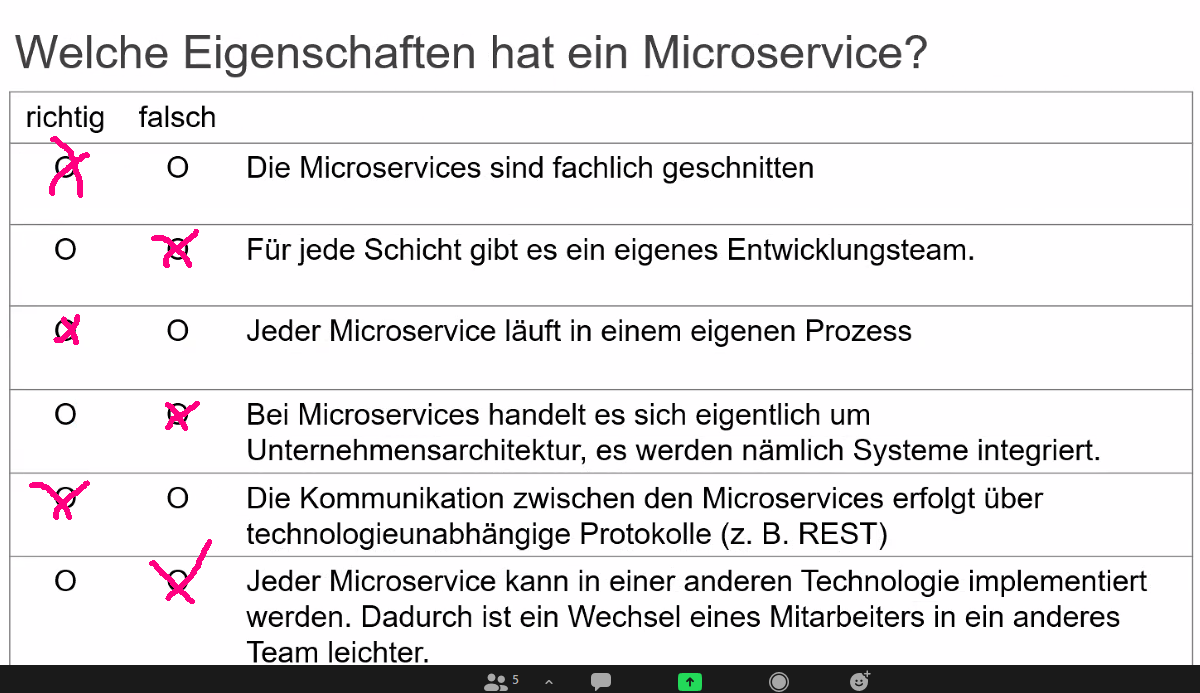 Welche Eigenschaften hat ein Microservice?
richtig falsch
O O Die Microservices sind fachlich geschnitten
O O Für jede Schicht gibt es ein eigenes Entwicklungsteam.
O O Jeder Microservice läuft in einem eigenen Prozess
O O Bei Microservices handelt es sich eigentlich um
Unternehmensarchitektur, es werden nämlich Systeme integriert.
O O Die Kommunikation zwischen den Microservices erfolgt über
technologieunabhängige Protokolle (z. B. REST)
O O Jeder Microservice kann in einer anderen Technologie implementiert
werden. Dadurch ist ein Wechsel eines Mitarbeiters in ein anderes
Team leichter.
5